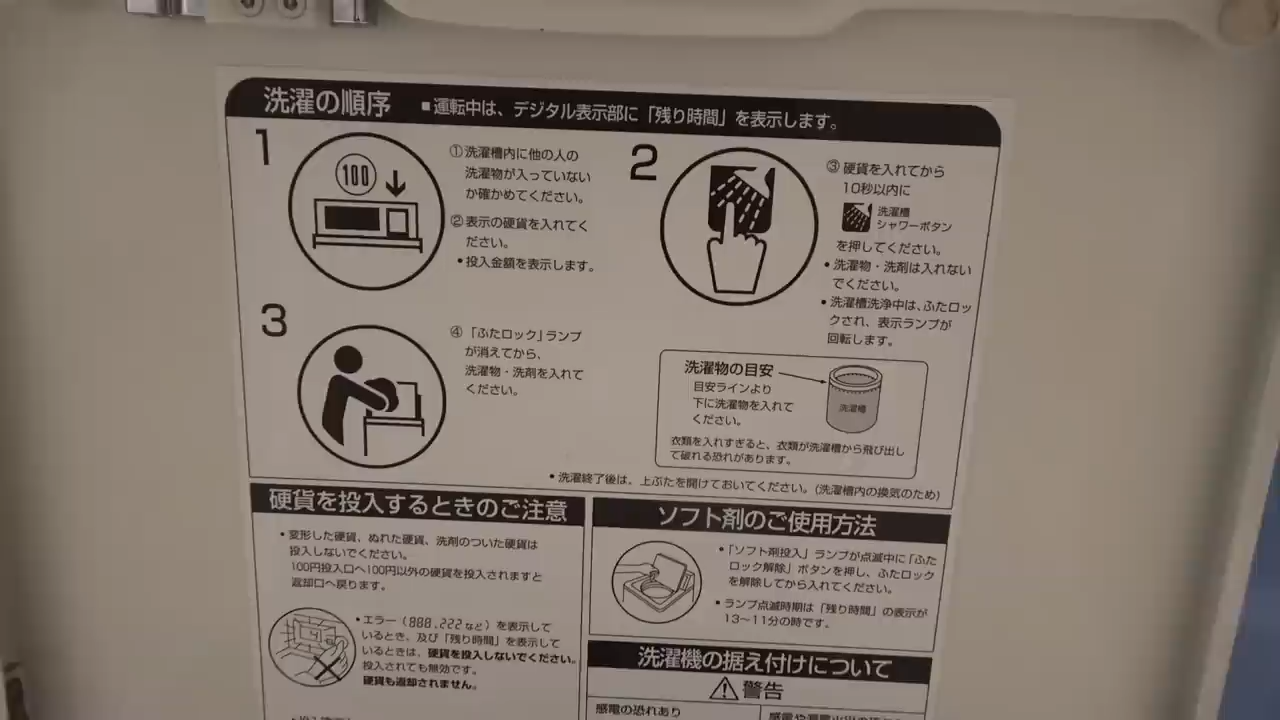 洗濯の順序 ■運転中は、デジタル表示部に「残り時間」を表示します。
1
100
①洗濯槽内に他の人の
洗濯物が入っていない
か確かめてください。
②表示の硬貨を入れてく
ださい。
•投入金額を表示します。
2
③硬貨を入れてから
10秒以内に
洗濯槽
シャワーボタン
を押してください。
•洗濯物・洗剤は入れない
でください。
•洗濯槽洗浄中は、ふたロッ
クされ、表示ランプが
回転します。
3
④「ふたロック」ランプ
が消えてから、
洗濯物・洗剤を入れて
ください。
洗濯物の目安
目安ラインより
下に洗濯物を入れて
ください。
洗濯槽
衣類を入れすぎると、衣類が洗濯槽から飛び出し
て破れる恐れがあります。
•洗濯終了後は、上ぶたを開けておいてください。(洗濯槽内の換気のため)
硬貨を投入するときのご注意
•変形した硬貨、ぬれた硬貨、洗剤のついた硬貨は
投入しないでください。
100円投入口へ100円以外の硬貨を投入されますと
返却口へ戻ります。
•エラー(888,222など)を表示して
いるとき、及び「残り時間」を表示して
いるときは、硬貨を投入しないでください。
投入されても無効です。
硬貨も返却されません。
ソフト剤のご使用方法
•「ソフト剤投入」ランプが点滅中に「ふた
ロック解除」ボタンを押し、ふたロック
を解除してから入れてください。
•ランプ点滅時期は「残り時間」の表示が
13〜11分の時です。
洗濯機の据え付けについて
警告
感電の恐れあり